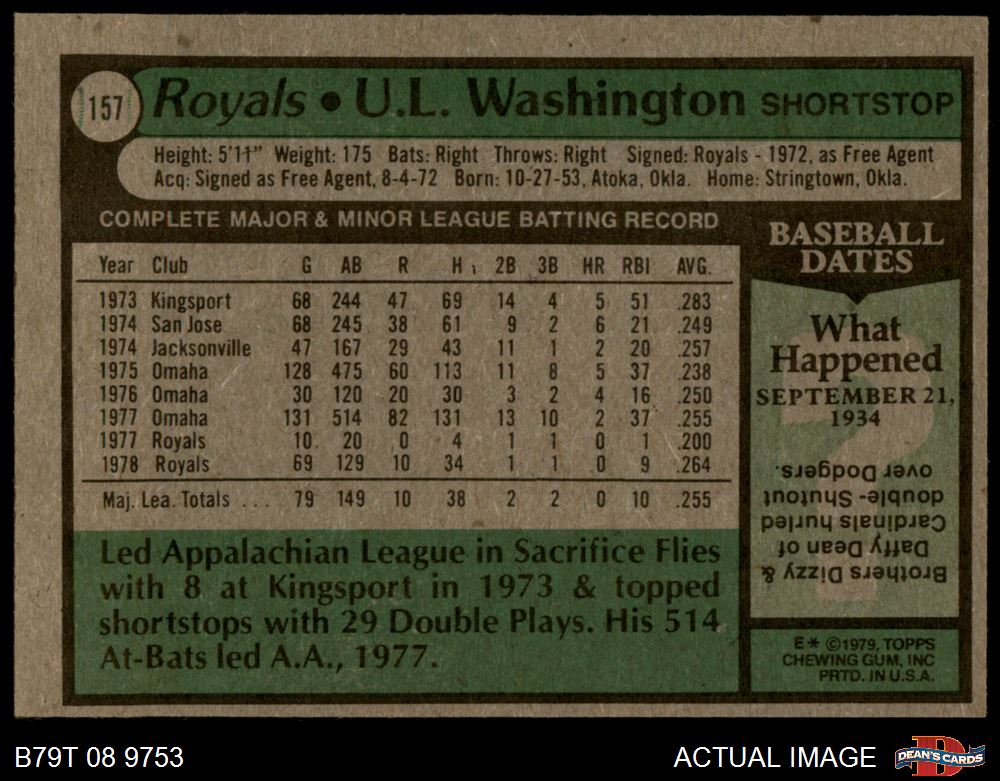 157 Royals • U.L. Washington SHORTSTOP
Height: 5'11" Weight: 175 Bats: Right Throws: Right Signed: Royals - 1972, as Free Agent
Acq: Signed as Free Agent, 8-4-72 Born: 10-27-53, Atoka, Okla. Home: Stringtown, Okla.
COMPLETE MAJOR & MINOR LEAGUE BATTING RECORD
Year Club G AB R H 2B 3B HR RBI AVG.
1973 Kingsport 68 244 47 69 14 4 5 51 .283
1974 San Jose 68 245 38 61 9 2 6 21 .249
1974 Jacksonville 47 167 29 43 11 1 2 20 .257
1975 Omaha 128 475 60 113 11 8 5 37 .238
1976 Omaha 30 120 20 30 3 2 4 16 .250
1977 Omaha 131 514 82 131 13 10 2 37 .255
1977 Royals 10 20 0 4 1 1 0 1 .200
1978 Royals 69 129 10 34 1 1 0 9 .264
Maj. Lea. Totals ... 79 149 10 38 2 2 0 10 .255
Led Appalachian League in Sacrifice Flies
with 8 at Kingsport in 1973 & topped
shortstops with 29 Double Plays. His 514
At-Bats led A.A., 1977.
BASEBALL
DATES
What
Happened
SEPTEMBER 21,
1934
Brothers Dizzy &
Daffy Dean of
Cardinals hurled
double-Shutout
over Dodgers.
E* ©1979, TOPPS
CHEWING GUM, INC
PRTD. IN U.S.A.
B79T 08 9753
ACTUAL IMAGE
D
DEAN'S CARDS